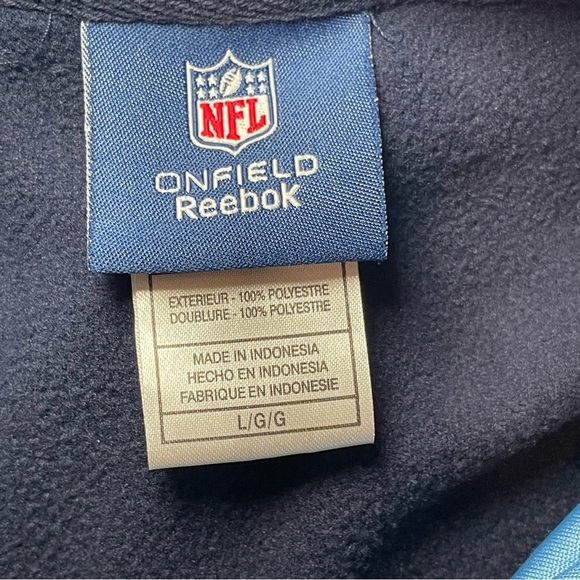 NFL
ONFIELD
Reebok
EXTERIEUR - 100% POLYESTRE
DOUBLURE - 100% POLYESTRE
MADE IN INDONESIA
HECHO EN INDONESIA
FABRIQUE EN INDONESIE
L/G/G